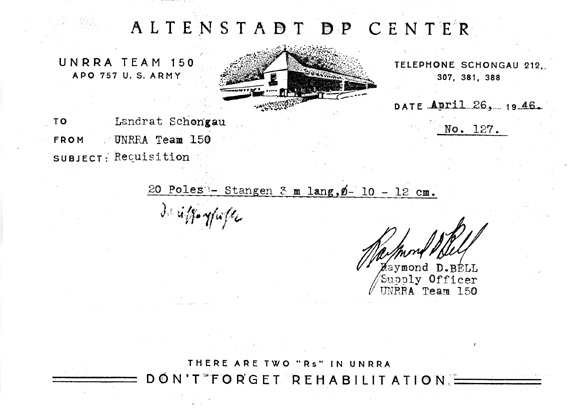 ALTENSTADT DP CENTER
UNRRA TEAM 150
APO 757 U. S. ARMY
TELEPHONE SCHONGAU 212,
307, 381, 388
DATE April 26, 1946.
No. 127.
TO Landrat Schongau
FROM UNRRA Team 150
SUBJECT: Requisition
20 Poles - Stangen 3 m lang, Ø- 10 - 12 cm.
Raymond D Bell
Raymond D.BELL
Supply Officer
UNRRA Team 150
THERE ARE TWO "Rs" IN UNRRA
DON'T FORGET REHABILITATION